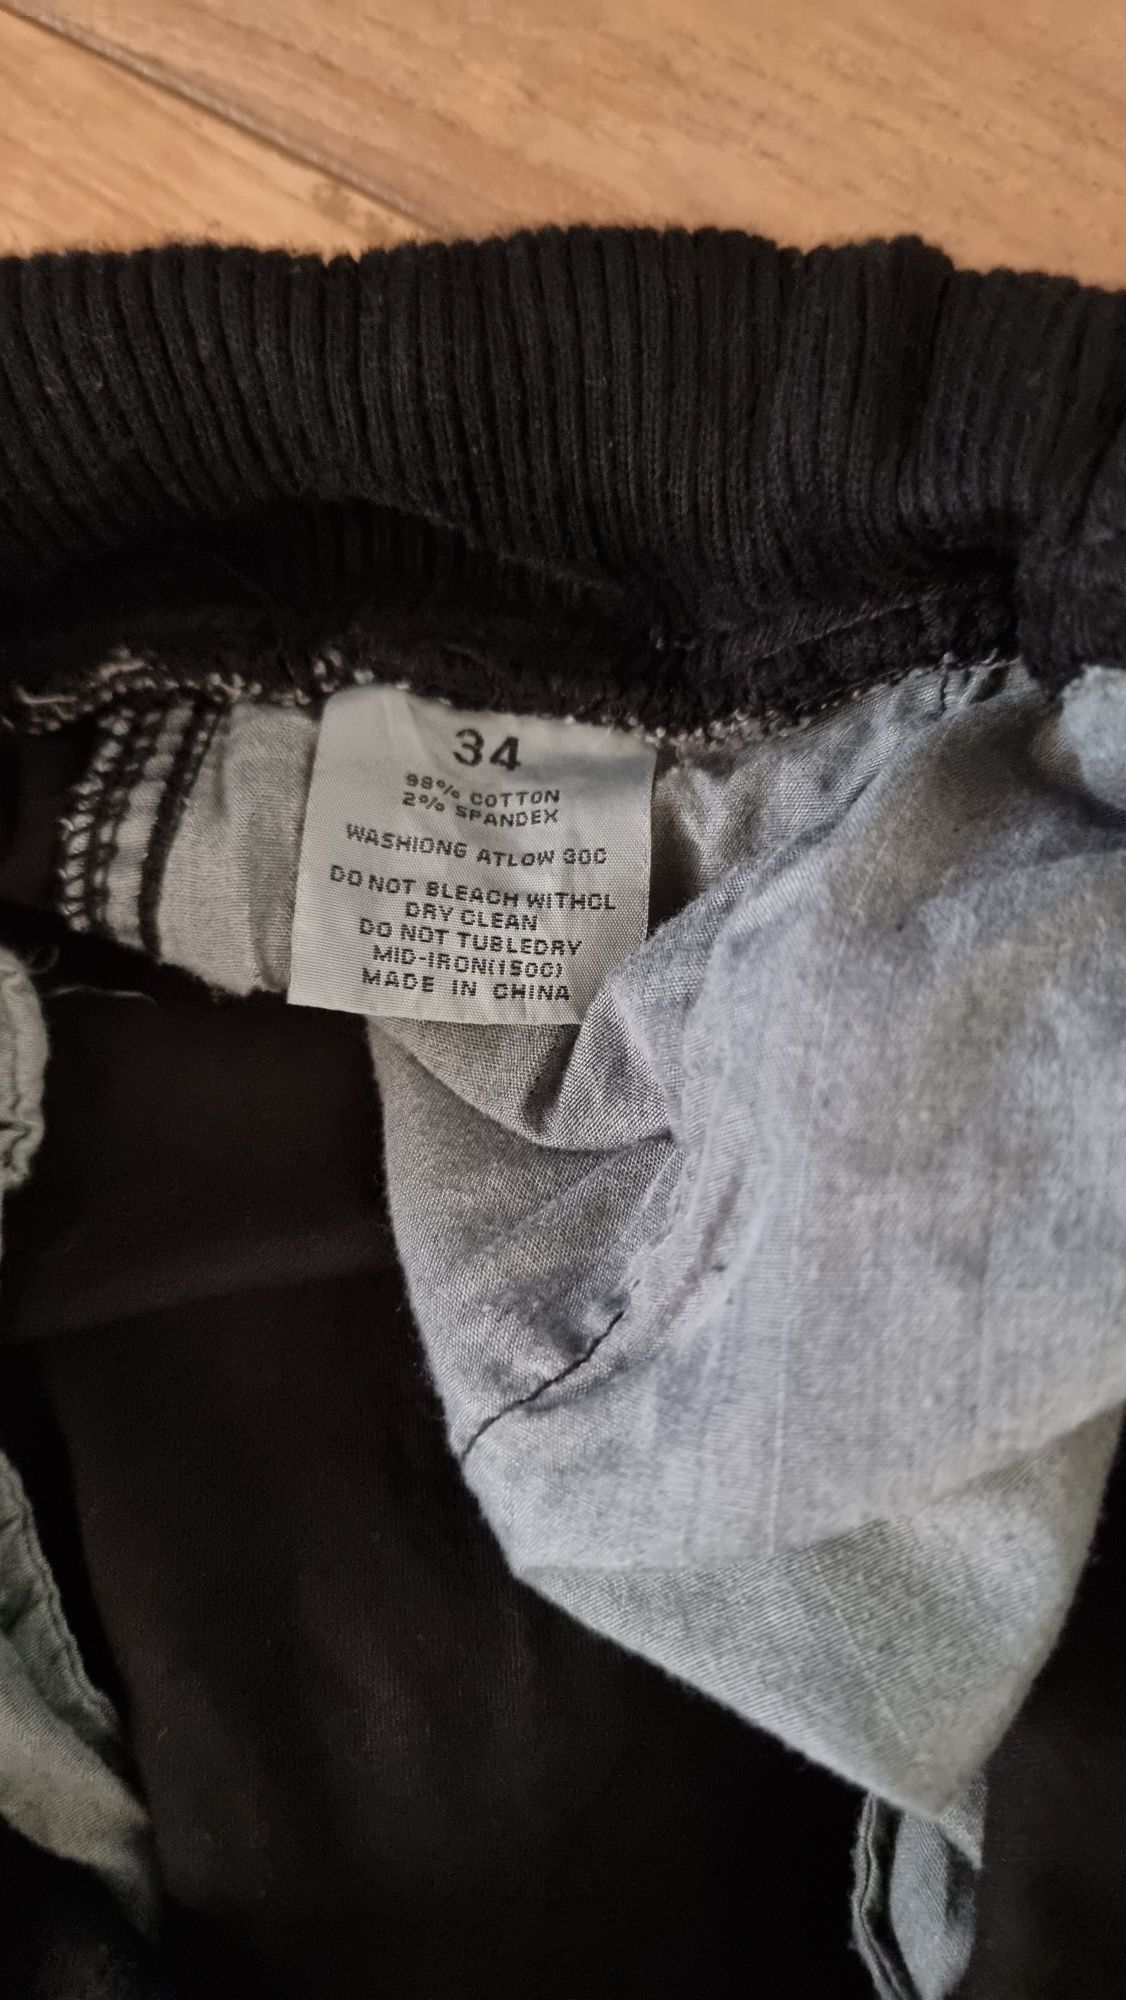 34
98% COTTON
2% SPANDEX
WASHIONG ATLOW 30C
DO NOT BLEACH WITHCL
DRY CLEAN
DO NOT TUBLEDRY
MID-IRON(150C)
MADE IN CHINA